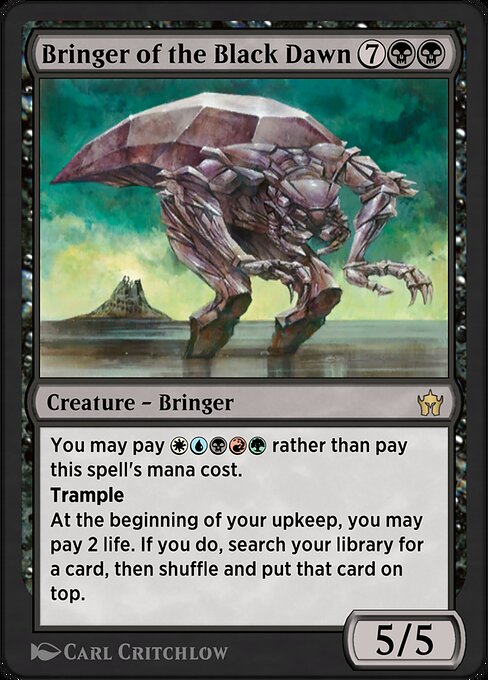 Bringer of the Black Dawn 7
Creature – Bringer
You may pay rather than pay
this spell's mana cost.
Trample
At the beginning of your upkeep, you may
pay 2 life. If you do, search your library for
a card, then shuffle and put that card on
top.
5/5
Carl Critchlow